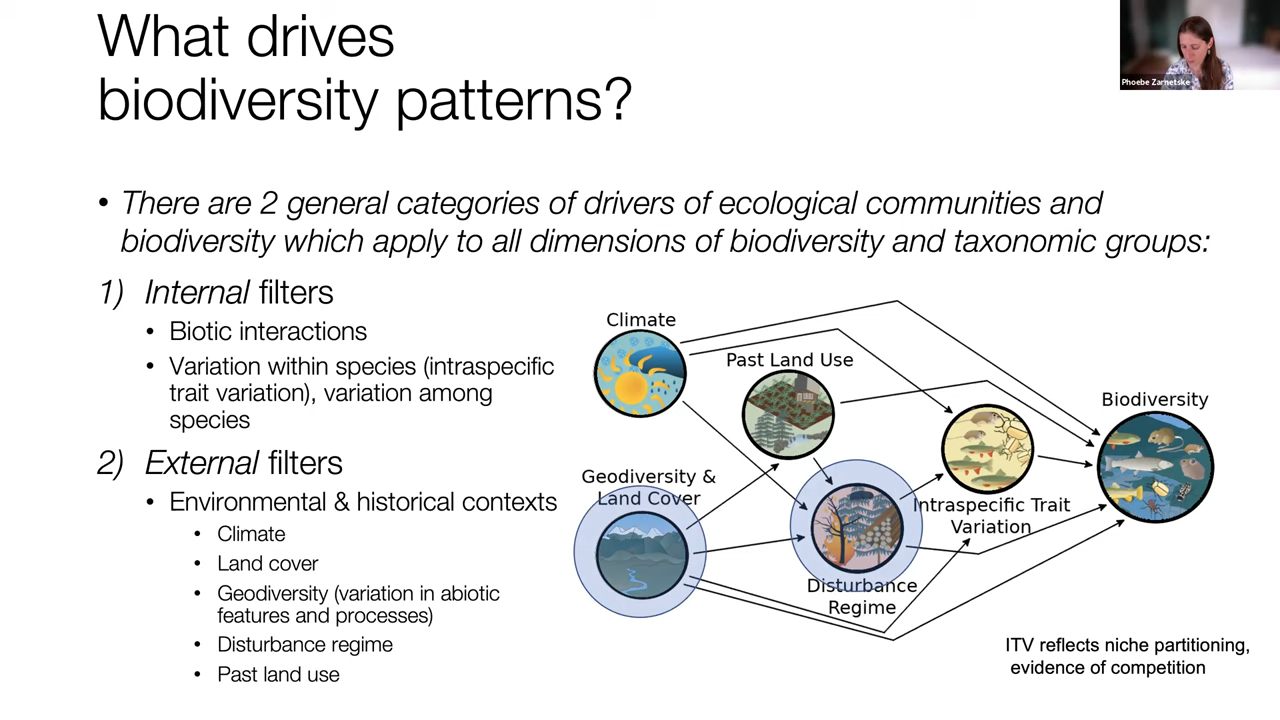 What drives
biodiversity patterns?
Phoebe Zarnetske
• There are 2 general categories of drivers of ecological communities and
biodiversity which apply to all dimensions of biodiversity and taxonomic groups:
1) Internal filters
• Biotic interactions
• Variation within species (intraspecific
trait variation), variation among
species
2) External filters
• Environmental & historical contexts
• Climate
• Land cover
• Geodiversity (variation in abiotic
features and processes)
• Disturbance regime
• Past land use
Climate
Past Land Use
Biodiversity
Geodiversity &
Land Cover
Intraspecific Trait
Variation
Disturbance
Regime
ITV reflects niche partitioning,
evidence of competition